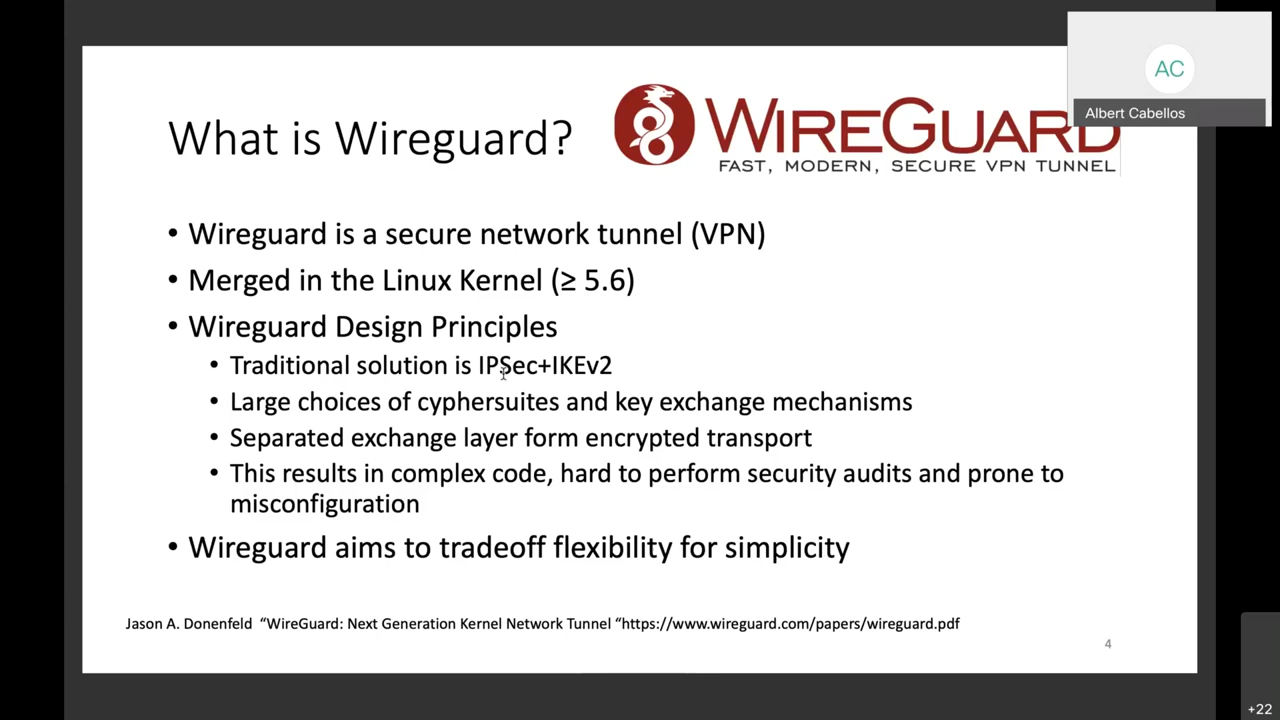 AC
Albert Cabellos
What is Wireguard?
WIREGUARD
FAST, MODERN, SECURE VPN TUNNEL
• Wireguard is a secure network tunnel (VPN)
• Merged in the Linux Kernel (≥ 5.6)
• Wireguard Design Principles
• Traditional solution is IPSec+IKEv2
• Large choices of cyphersuites and key exchange mechanisms
• Separated exchange layer form encrypted transport
• This results in complex code, hard to perform security audits and prone to
misconfiguration
• Wireguard aims to tradeoff flexibility for simplicity
Jason A. Donenfeld “WireGuard: Next Generation Kernel Network Tunnel “https://www.wireguard.com/papers/wireguard.pdf
4
+22